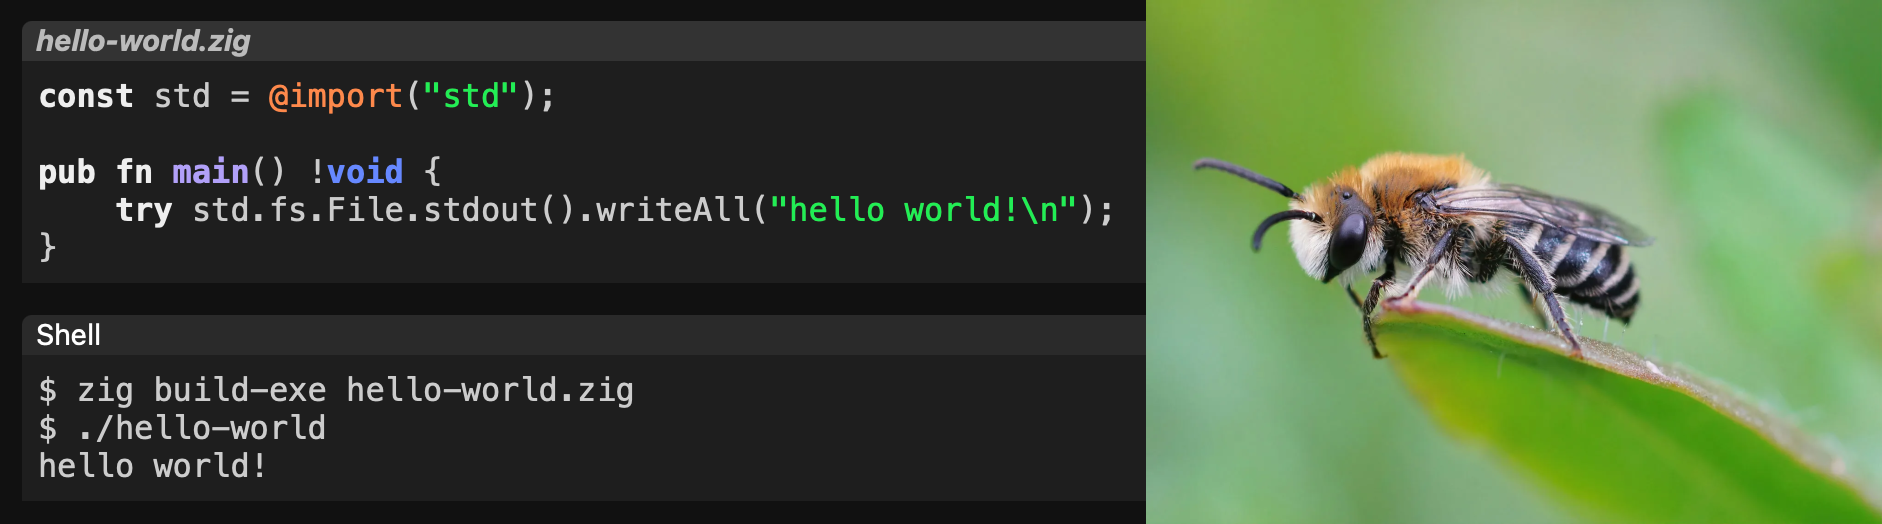 hello-world.zig
const std = @import("std");
pub fn main() !void {
    try std.fs.File.stdout().writeAll("hello world!\n");
}
Shell
$ zig build-exe hello-world.zig
$ ./hello-world
hello world!